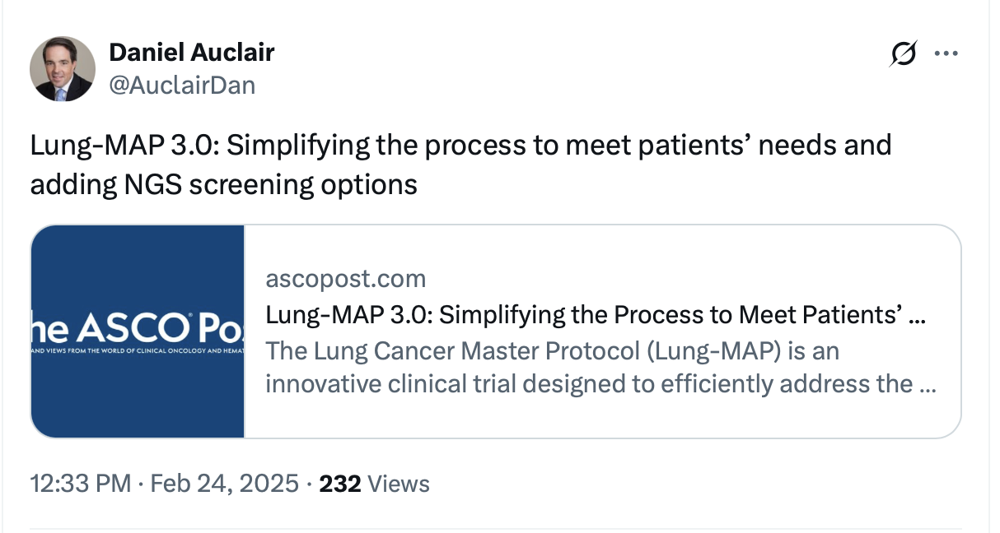 Daniel Auclair
@AuclairDan
Lung-MAP 3.0: Simplifying the process to meet patients’ needs and
adding NGS screening options
he ASCO® Po
AND VIEWS FROM THE WORLD OF CLINICAL ONCOLOGY AND HEMAT
ascopost.com
Lung-MAP 3.0: Simplifying the Process to Meet Patients’ ...
The Lung Cancer Master Protocol (Lung-MAP) is an
innovative clinical trial designed to efficiently address the ...
12:33 PM · Feb 24, 2025 · 232 Views